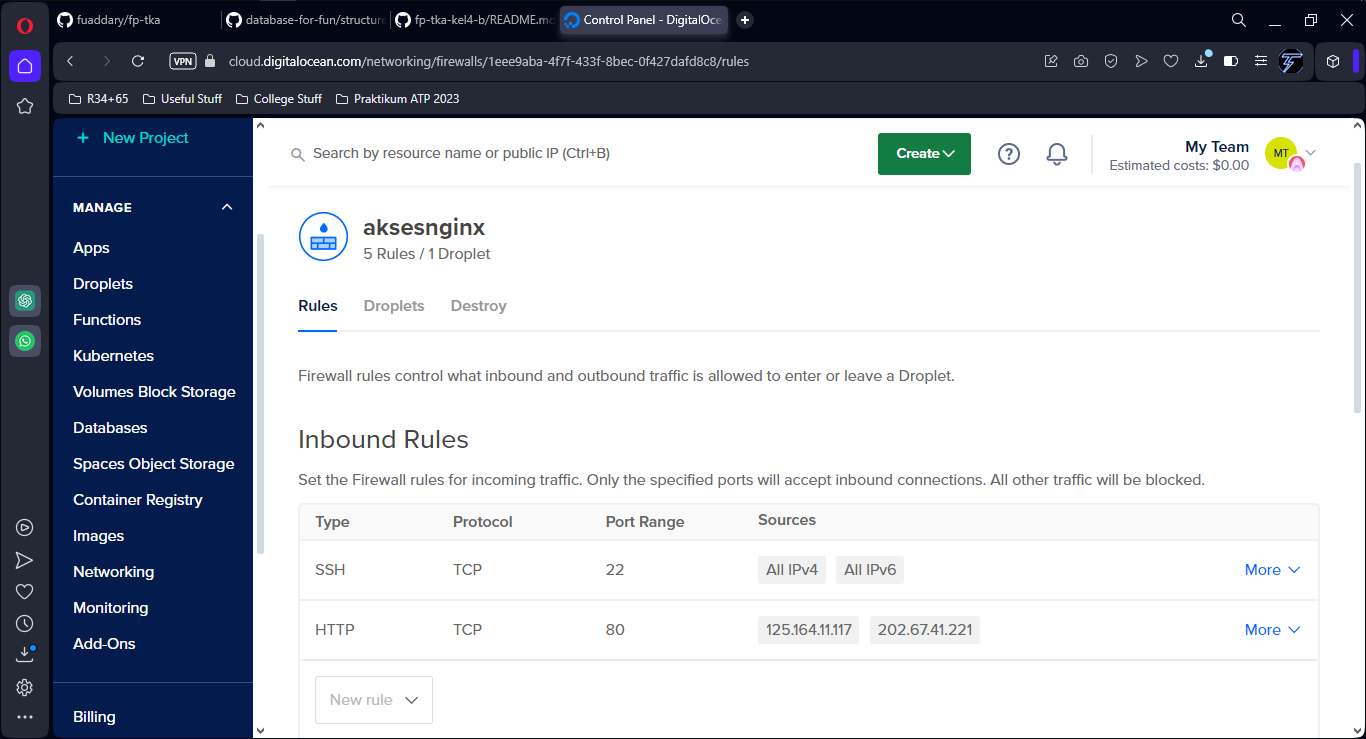 fuaddary/fp-tka
database-for-fun/structure
fp-tka-kel4-b/README.md
Control Panel - DigitalOce
VPN
cloud.digitalocean.com/networking/firewalls/1eee9aba-4f7f-433f-8bec-0f427dafd8c8/rules
R34+65
Useful Stuff
College Stuff
Praktikum ATP 2023
+ New Project
MANAGE
Apps
Droplets
Functions
Kubernetes
Volumes Block Storage
Databases
Spaces Object Storage
Container Registry
Images
Networking
Monitoring
Add-Ons
Billing
Search by resource name or public IP (Ctrl+B)
Create
My Team
Estimated costs: $0.00
MT
aksesnginx
5 Rules / 1 Droplet
Rules Droplets Destroy
Firewall rules control what inbound and outbound traffic is allowed to enter or leave a Droplet.
Inbound Rules
Set the Firewall rules for incoming traffic. Only the specified ports will accept inbound connections. All other traffic will be blocked.
Type Protocol Port Range Sources
SSH TCP 22 All IPv4 All IPv6 More
HTTP TCP 80 125.164.11.117 202.67.41.221 More
New rule